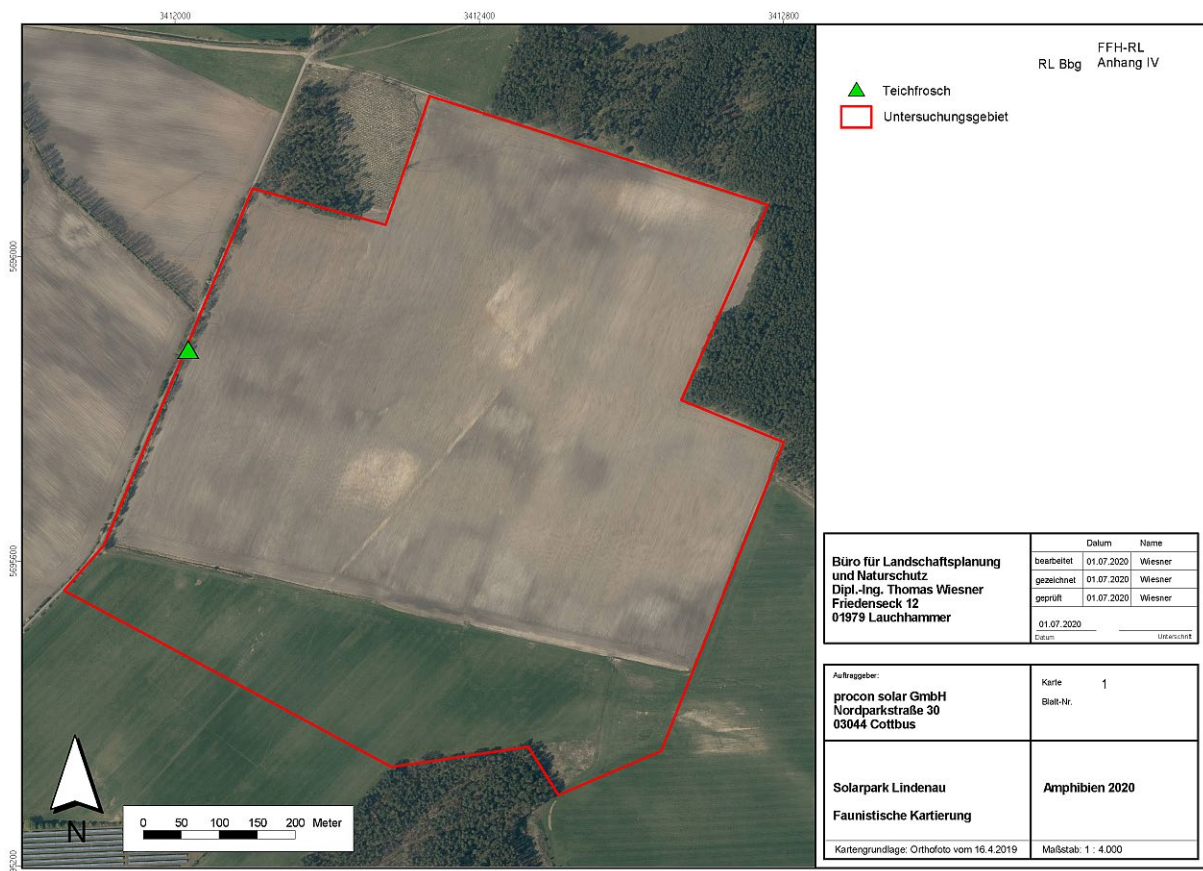 3412000
3412400
3412800
5696000
5695600
95200
FFH-RL
RL Bbg Anhang IV
Teichfrosch
Untersuchungsgebiet
N
0 50 100 150 200 Meter
Büro für Landschaftsplanung
und Naturschutz
Dipl.-Ing. Thomas Wiesner
Friedenseck 12
01979 Lauchhammer
Datum Name
bearbeitet 01.07.2020 Wiesner
gezeichnet 01.07.2020 Wiesner
geprüft 01.07.2020 Wiesner
01.07.2020
Datum Unterschrift
Auftraggeber:
procon solar GmbH
Nordparkstraße 30
03044 Cottbus
Karte 1
Blatt-Nr.
Solarpark Lindenau
Faunistische Kartierung
Amphibien 2020
Kartengrundlage: Orthofoto vom 16.4.2019
Maßstab: 1 : 4.000